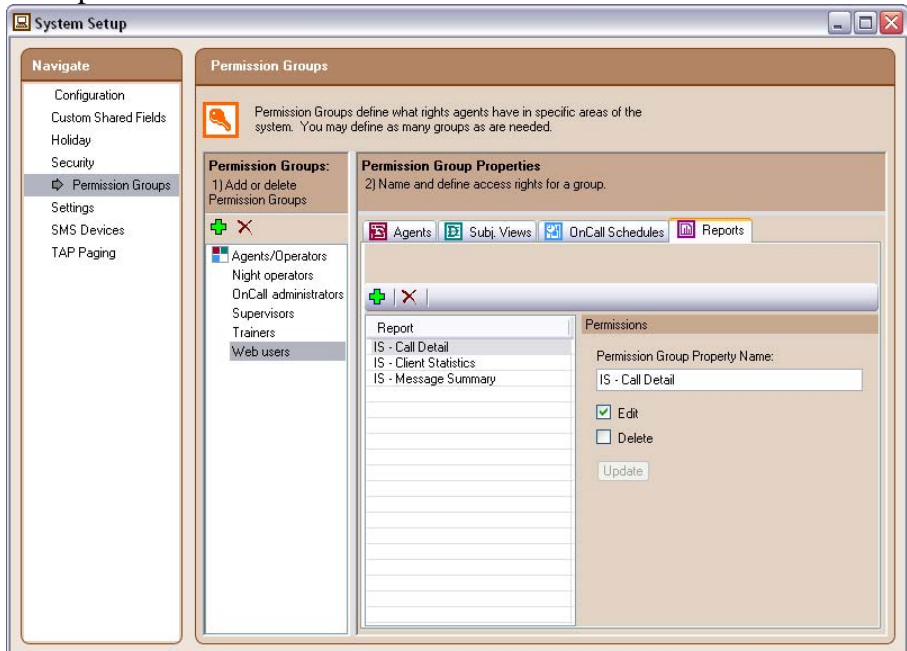 System Setup
Navigate
Configuration
Custom Shared Fields
Holiday
Security
Permission Groups
Settings
SMS Devices
TAP Paging
Permission Groups
Permission Groups define what rights agents have in specific areas of the
system. You may define as many groups as are needed.
Permission Groups:
1) Add or delete
Permission Groups
Agents/Operators
Night operators
OnCall administrators
Supervisors
Trainers
Web users
Permission Group Properties
2) Name and define access rights for a group.
Agents Subj. Views OnCall Schedules Reports
Report
IS - Call Detail
IS - Client Statistics
IS - Message Summary
Permissions
Permission Group Property Name:
IS - Call Detail
Edit
Delete
Update